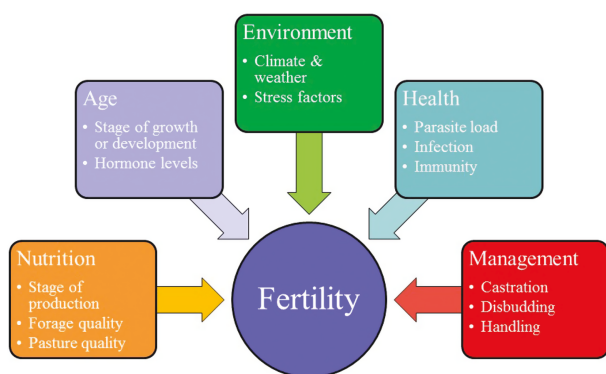 Environment
• Climate &
weather
• Stress factors
Age
• Stage of growth
or development
• Hormone levels
Health
• Parasite load
• Infection
• Immunity
Nutrition
• Stage of
production
• Forage quality
• Pasture quality
Fertility
Management
• Castration
• Disbudding
• Handling